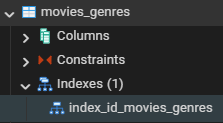 movies_genres
Columns
Constraints
Indexes (1)
index_id_movies_genres